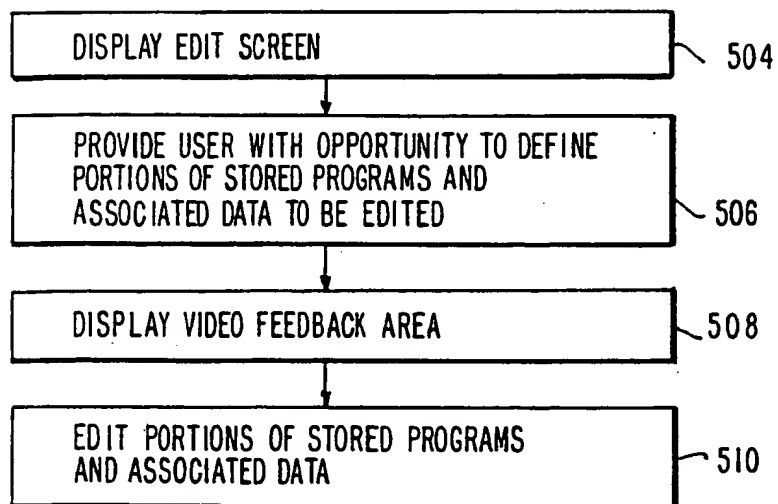 DISPLAY EDIT SCREEN
504
PROVIDE USER WITH OPPORTUNITY TO DEFINE
PORTIONS OF STORED PROGRAMS AND
ASSOCIATED DATA TO BE EDITED
506
DISPLAY VIDEO FEEDBACK AREA
508
EDIT PORTIONS OF STORED PROGRAMS
AND ASSOCIATED DATA
510